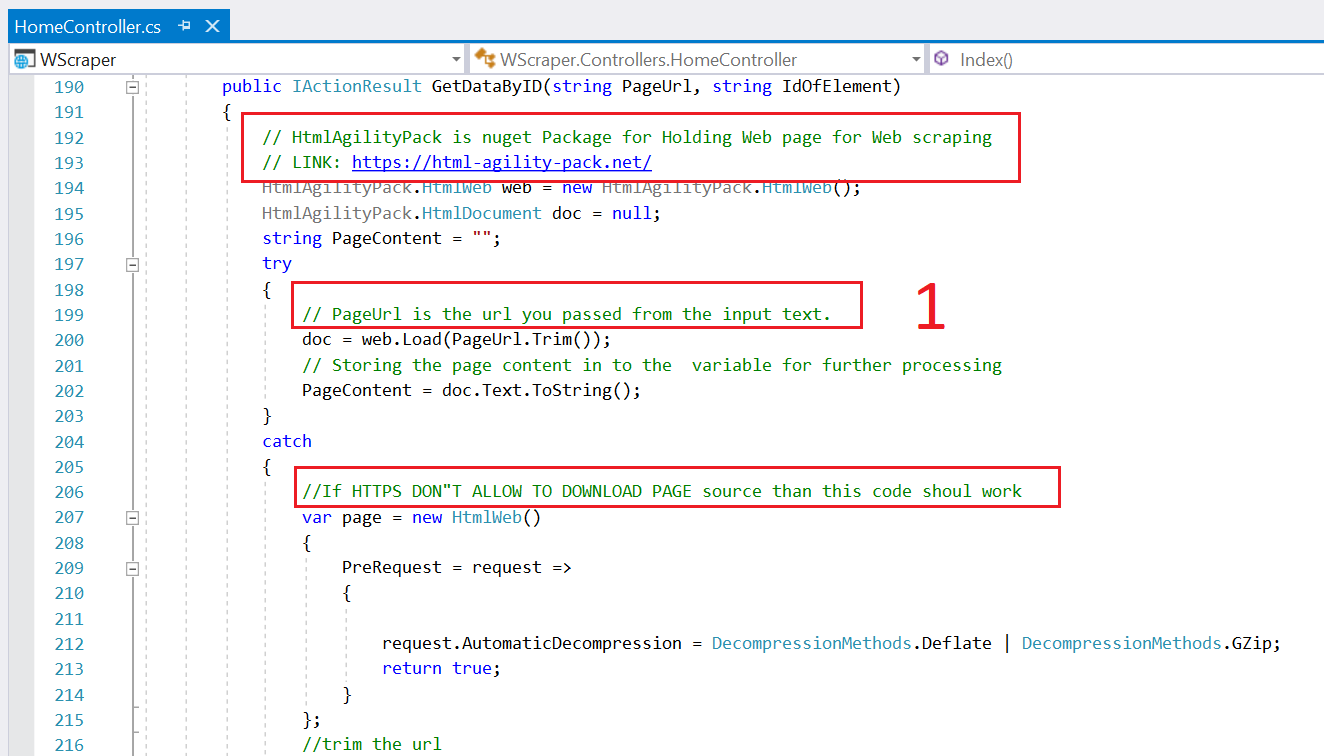 HomeController.cs
WScraper WScraper.Controllers.HomeController Index()
190 public IActionResult GetDataByID(string PageUrl, string IdOfElement)
191 {
192 // HtmlAgilityPack is nuget Package for Holding Web page for Web scraping
193 // LINK: https://html-agility-pack.net/
194 HtmlAgilityPack.HtmlWeb web = new HtmlAgilityPack.HtmlWeb();
195 HtmlAgilityPack.HtmlDocument doc = null;
196 string PageContent = "";
197 try
198 {
199 // PageUrl is the url you passed from the input text. 1
200 doc = web.Load(PageUrl.Trim());
201 // Storing the page content in to the  variable for further processing
202 PageContent = doc.Text.ToString();
203 }
204 catch
205 {
206 //If HTTPS DON"T ALLOW TO DOWNLOAD PAGE source than this code shoul work
207 var page = new HtmlWeb()
208 {
209 PreRequest = request =>
210 {
211
212 request.AutomaticDecompression = DecompressionMethods.Deflate | DecompressionMethods.GZip;
213 return true;
214 }
215 };
216 //trim the url